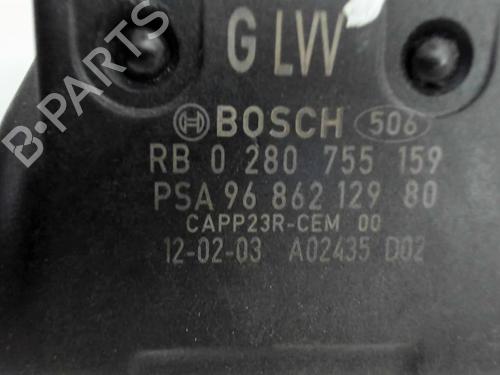 G LW
BOSCH 506
RB 0 280 755 159
PSA 96 862 129 80
CAPP23R-CEM 00
12-02-03 A02435 D02
B-PARTS